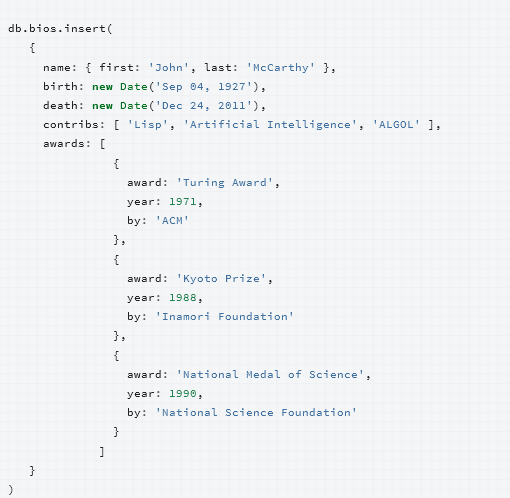 db.bios.insert(
{
name: { first: 'John', last: 'McCarthy' },
birth: new Date('Sep 04, 1927'),
death: new Date('Dec 24, 2011'),
contribs: [ 'Lisp', 'Artificial Intelligence', 'ALGOL' ],
awards: [
{
award: 'Turing Award',
year: 1971,
by: 'ACM'
},
{
award: 'Kyoto Prize',
year: 1988,
by: 'Inamori Foundation'
},
{
award: 'National Medal of Science',
year: 1990,
by: 'National Science Foundation'
}
]
}
)